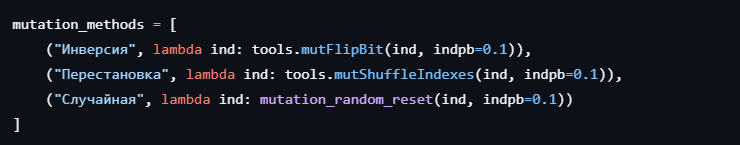 mutation_methods = [
    ("Инверсия", lambda ind: tools.mutFlipBit(ind, indpb=0.1)),
    ("Перестановка", lambda ind: tools.mutShuffleIndexes(ind, indpb=0.1)),
    ("Случайная", lambda ind: mutation_random_reset(ind, indpb=0.1))
]